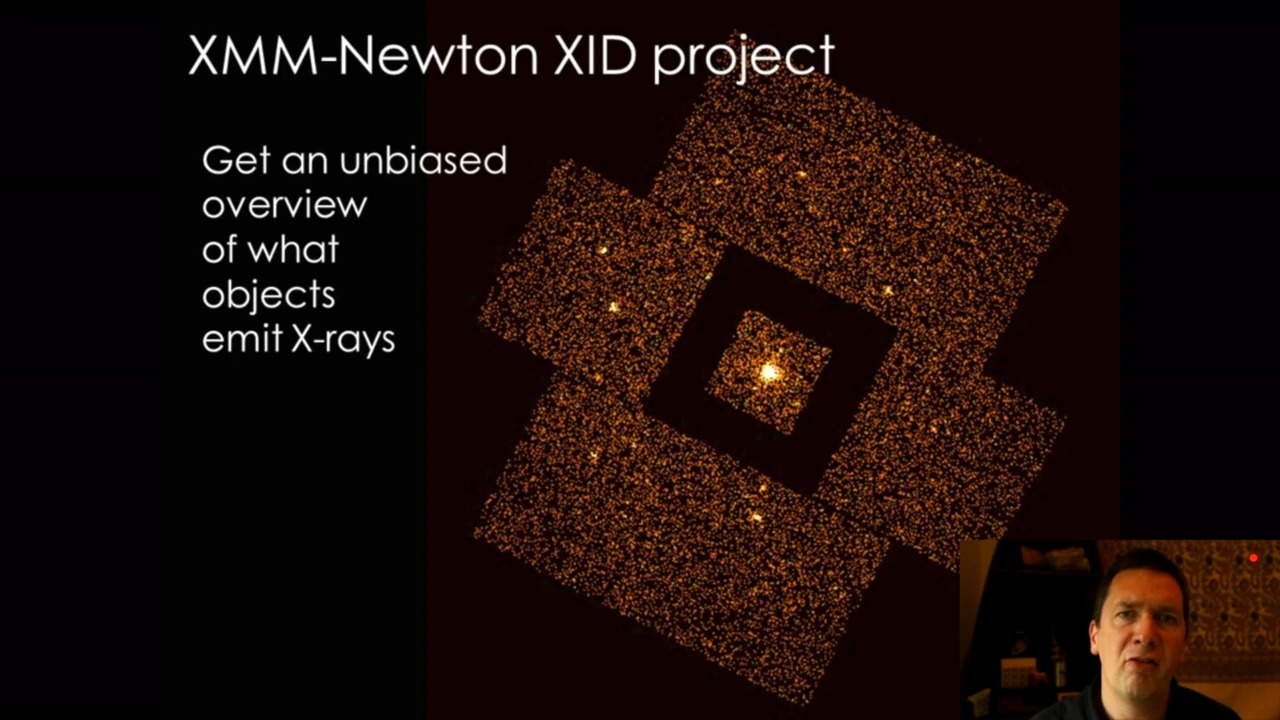 XMM-Newton XID project
Get an unbiased
overview
of what
objects
emit X-rays